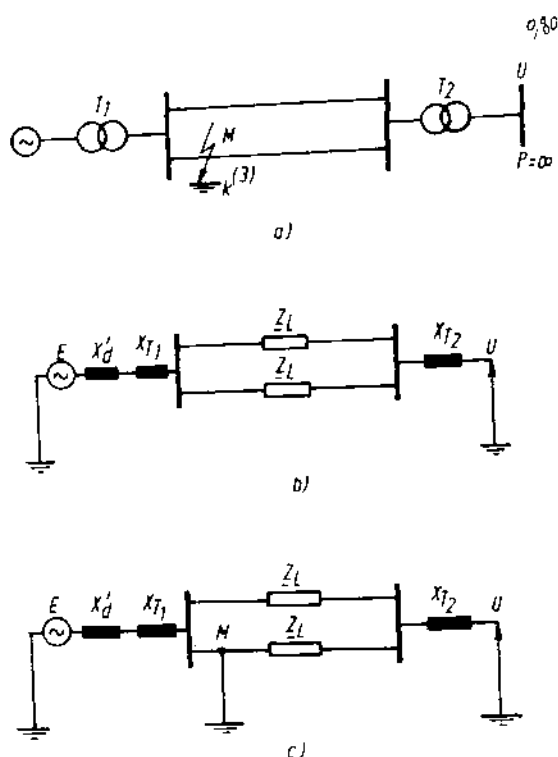 0,80
T1 T2 U
M
k(3) P=∞
a)
E X'd XT1 ZL XT2 U
ZL
b)
E X'd XT1 ZL XT2 U
M ZL
c)